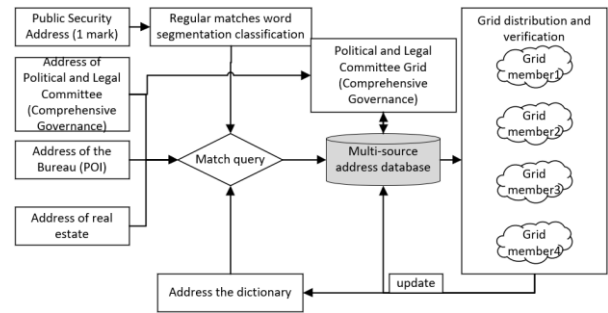 Public Security
Address (1 mark)
Regular matches word
segmentation classification
Grid distribution and
verification
Address of
Political and Legal
Committee
(Comprehensive
Governance)
Political and Legal
Committee Grid
(Comprehensive
Governance)
Grid
member1
Grid
member2
Address of the
Bureau (POI)
Match query
Multi-source
address database
Grid
member3
Address of real
estate
Grid
member4
Address the dictionary
update